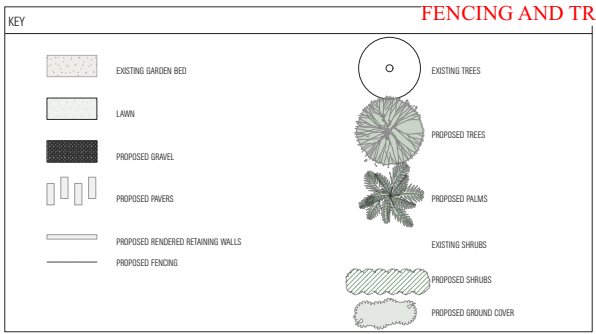 FENCING AND TR
KEY
EXISTING GARDEN BED
LAWN
PROPOSED GRAVEL
PROPOSED PAVERS
PROPOSED RENDERED RETAINING WALLS
PROPOSED FENCING
EXISTING TREES
PROPOSED TREES
PROPOSED PALMS
EXISTING SHRUBS
PROPOSED SHRUBS
PROPOSED GROUND COVER